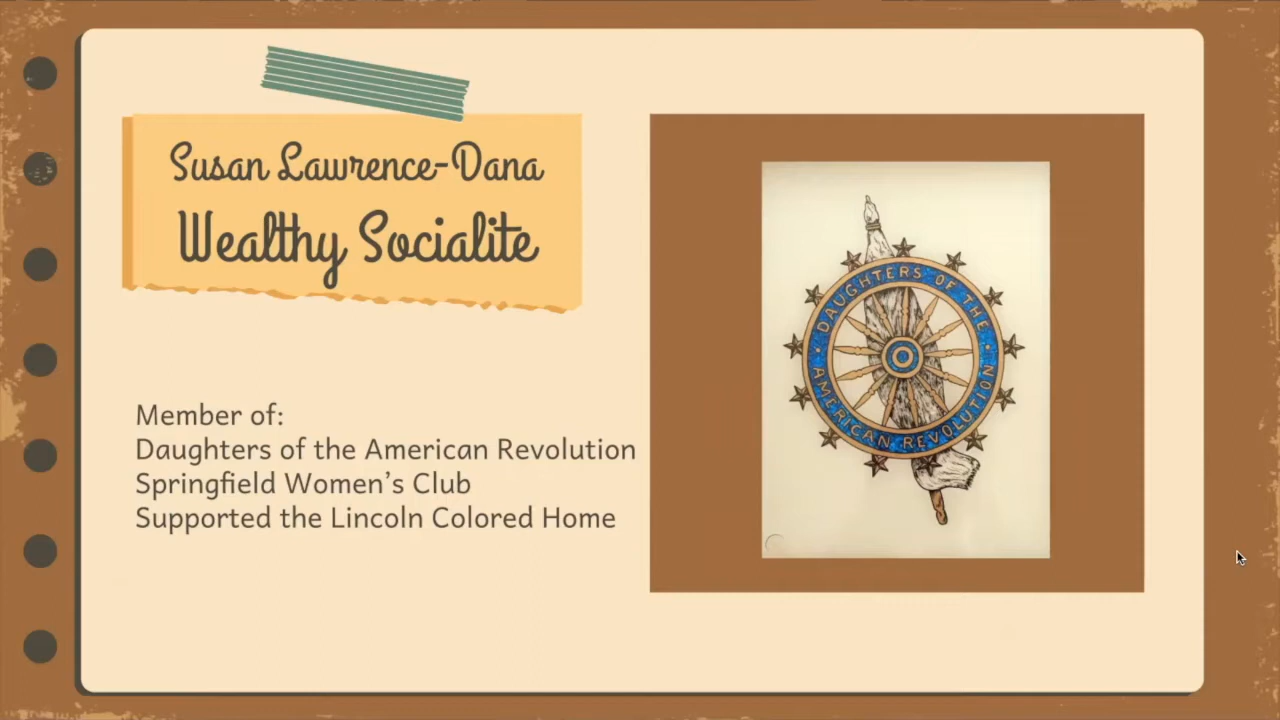 Susan Lawrence-Dana
Wealthy Socialite
Member of:
Daughters of the American Revolution
Springfield Women’s Club
Supported the Lincoln Colored Home
DAUGHTERS OF THE
AMERICAN REVOLUTION